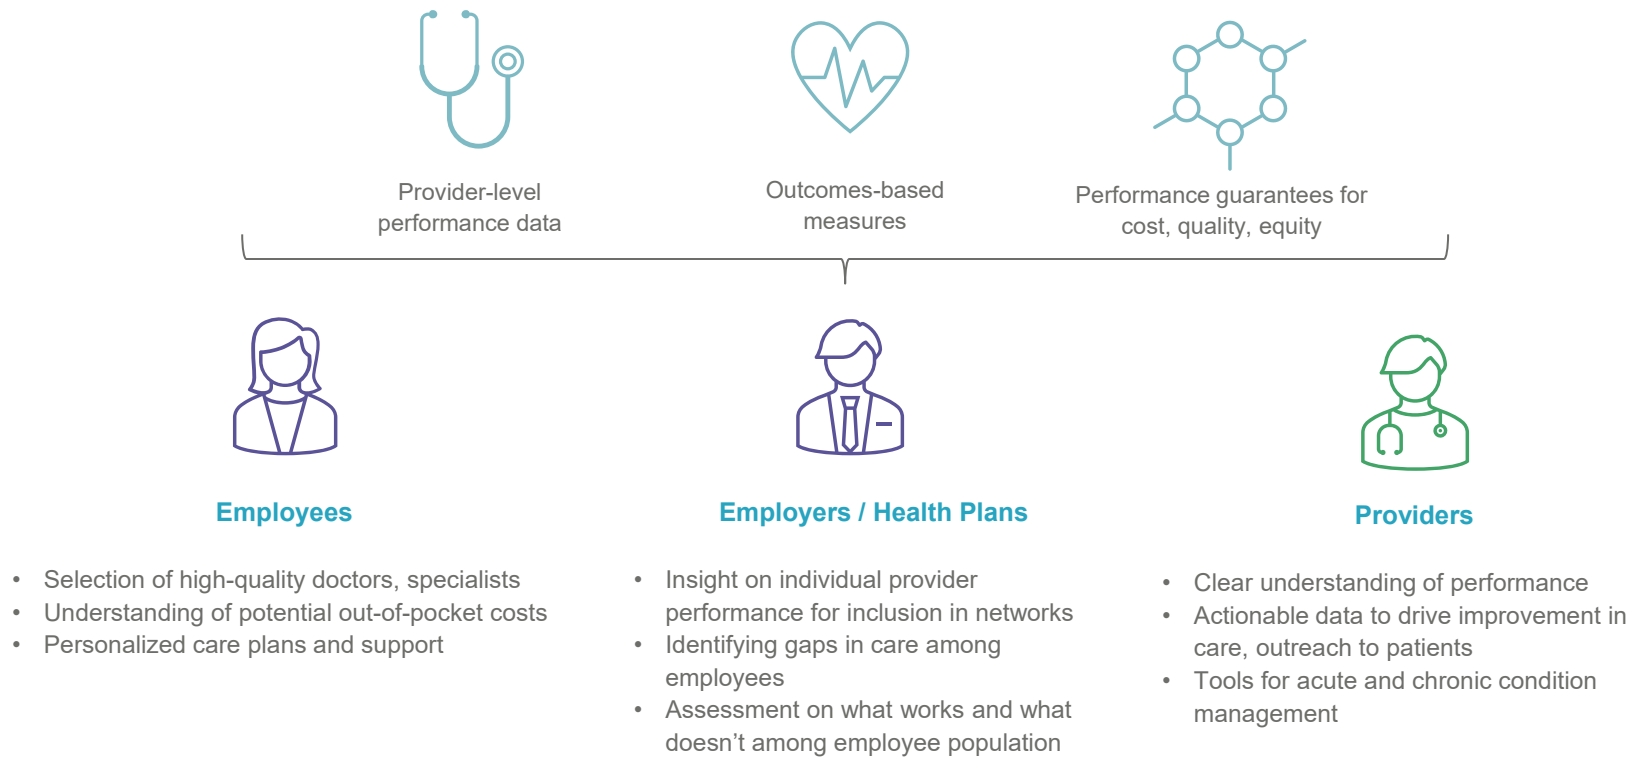 Provider-level
performance data
Outcomes-based
measures
Performance guarantees for
cost, quality, equity
Employees
• Selection of high-quality doctors, specialists
• Understanding of potential out-of-pocket costs
• Personalized care plans and support
Employers / Health Plans
• Insight on individual provider
performance for inclusion in networks
• Identifying gaps in care among
employees
• Assessment on what works and what
doesn’t among employee population
Providers
• Clear understanding of performance
• Actionable data to drive improvement in
care, outreach to patients
• Tools for acute and chronic condition
management